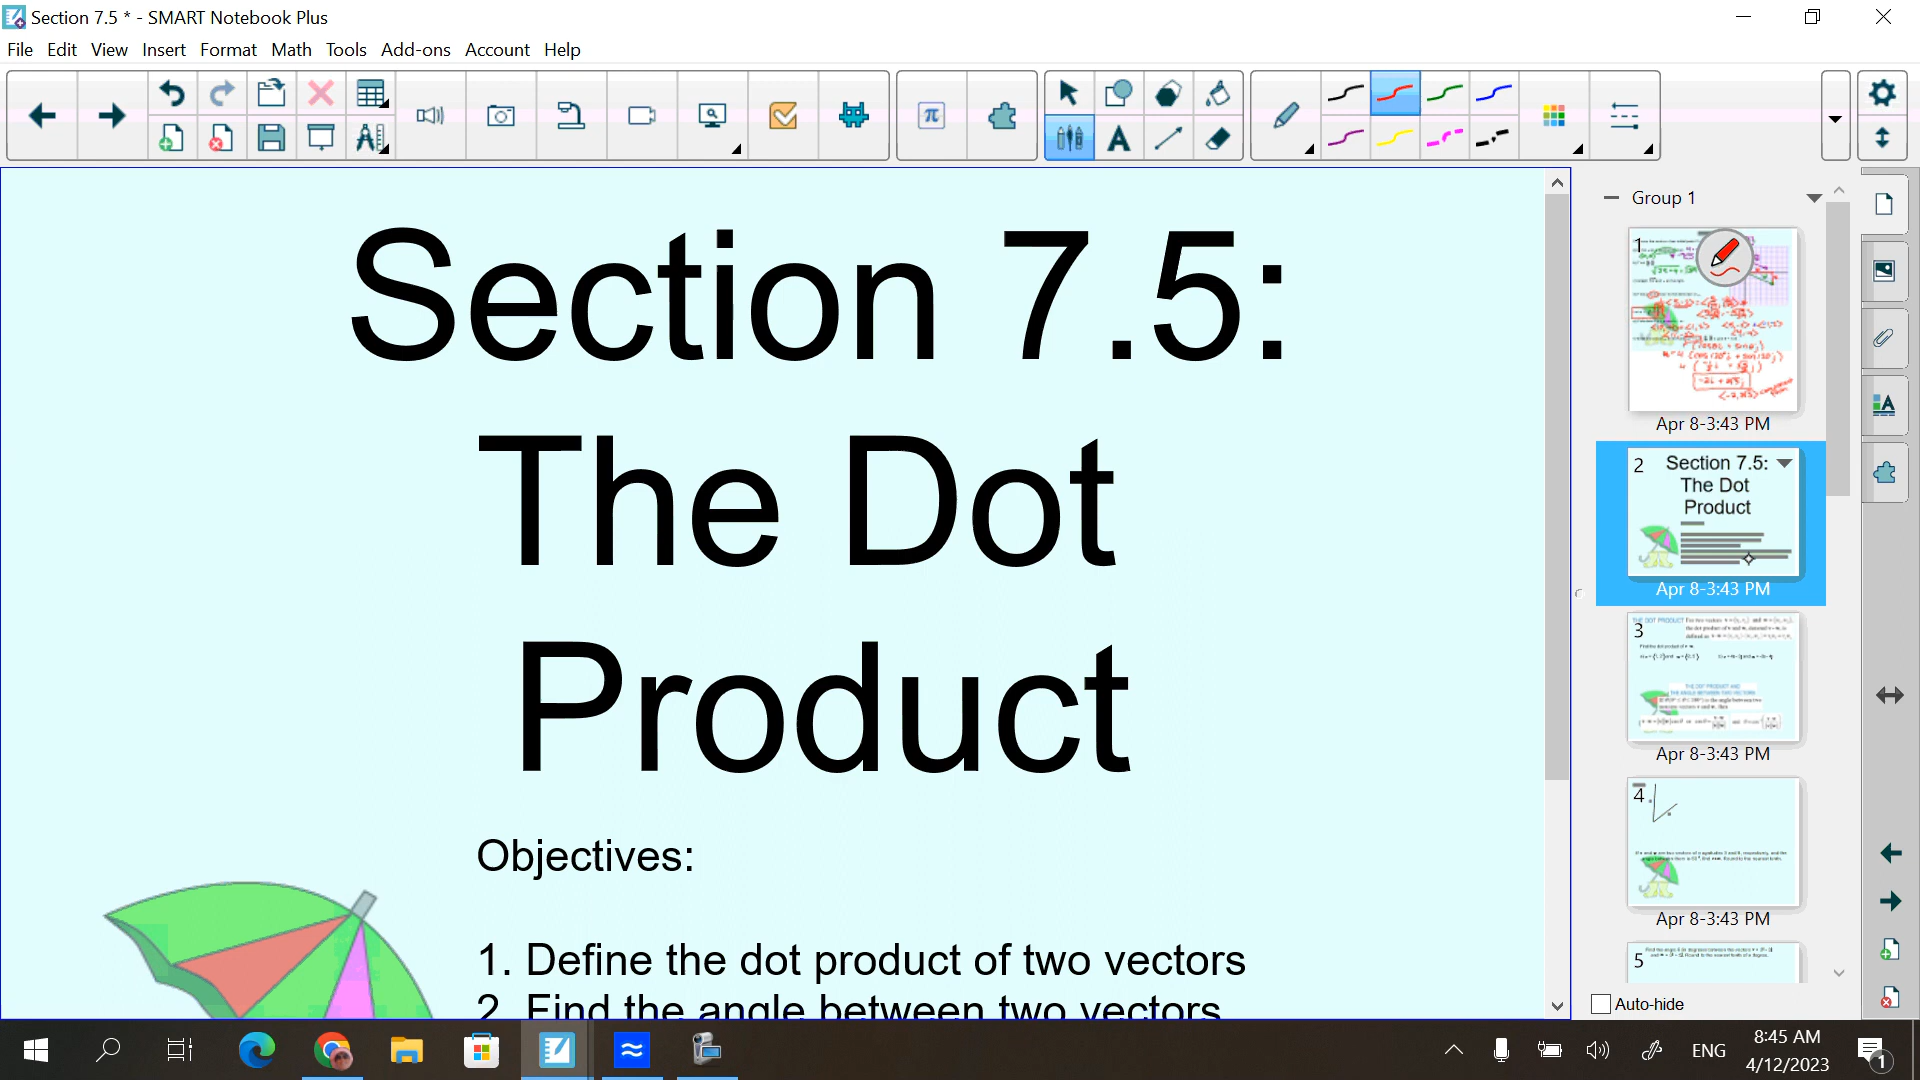 Section 7.5 * - SMART Notebook Plus
File Edit View Insert Format Math Tools Add-ons Account Help
Section 7.5:
The Dot
Product
Objectives:
1. Define the dot product of two vectors
2. Find the angle between two vectors
Group 1
1
Apr 8-3:43 PM
2
Section 7.5:
The Dot
Product
Apr 8-3:43 PM
3
Apr 8-3:43 PM
4
Apr 8-3:43 PM
5
Auto-hide
ENG
8:45 AM
4/12/2023
1